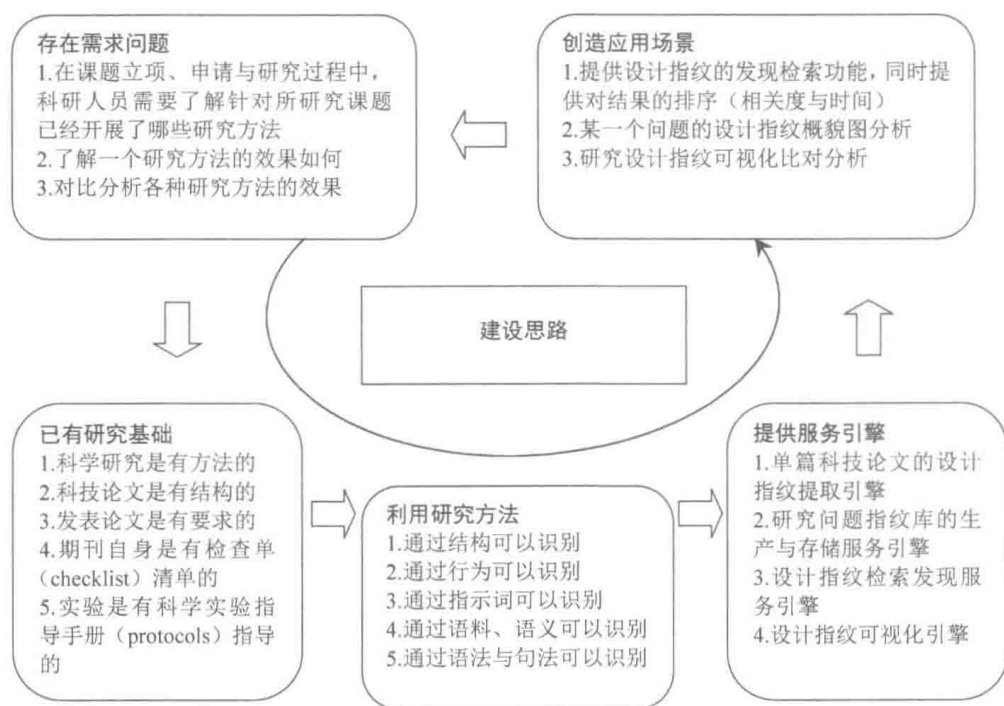 存在需求问题
1.在课题立项、申请与研究过程中，
科研人员需要了解针对所研究课题
已经开展了哪些研究方法
2.了解一个研究方法的效果如何
3.对比分析各种研究方法的效果
创造应用场景
1.提供设计指纹的发现检索功能，同时提
供对结果的排序（相关度与时间）
2.某一个问题的设计指纹概貌图分析
3.研究设计指纹可视化比对分析
建设思路
已有研究基础
1.科学研究是有方法的
2.科技论文是有结构的
3.发表论文是有要求的
4.期刊自身是有检查单
（checklist）清单的
5.实验是有科学实验指
导手册（protocols）指导
的
利用研究方法
1.通过结构可以识别
2.通过行为可以识别
3.通过指示词可以识别
4.通过语料、语义可以识别
5.通过语法与句法可以识别
提供服务引擎
1.单篇科技论文的设计
指纹提取引擎
2.研究问题指纹库的生
产与存储服务引擎
3.设计指纹检索发现服
务引擎
4.设计指纹可视化引擎